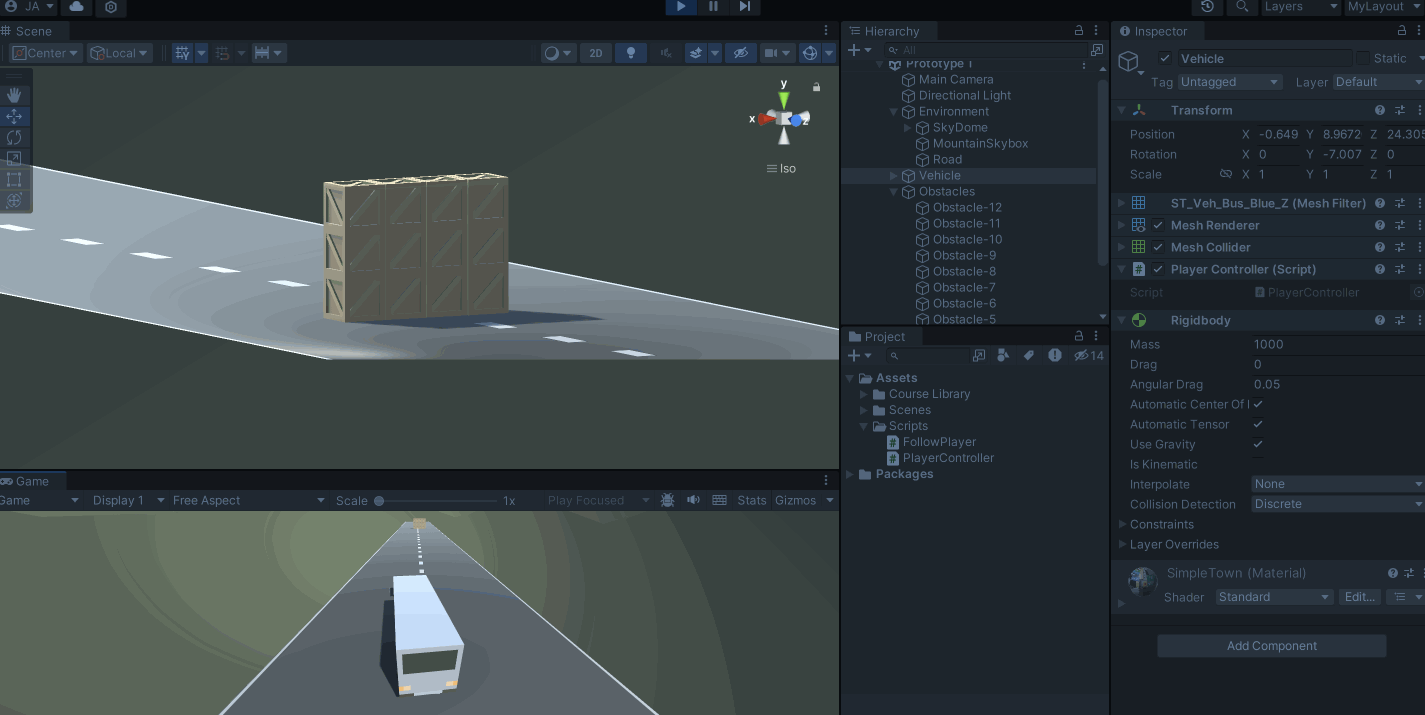 JA
Layers
MyLayout
Scene
Center
Local
2D
y
x
z
Iso
Game
Game
Display 1
Free Aspect
Scale
1x
Play Focused
Stats
Gizmos
Hierarchy
All
Prototype 1
Main Camera
Directional Light
Environment
SkyDome
MountainSkybox
Road
Vehicle
Obstacles
Obstacle-12
Obstacle-11
Obstacle-10
Obstacle-9
Obstacle-8
Obstacle-7
Obstacle-6
Obstacle-5
Project
14
Assets
Course Library
Scenes
Scripts
FollowPlayer
PlayerController
Packages
Inspector
Vehicle
Static
Tag Untagged Layer Default
Transform
Position X -0.649 Y 8.9672 Z 24.305
Rotation X 0 Y -7.007 Z 0
Scale X 1 Y 1 Z 1
ST_Veh_Bus_Blue_Z (Mesh Filter)
Mesh Renderer
Mesh Collider
# Player Controller (Script)
Script PlayerController
Rigidbody
Mass 1000
Drag 0
Angular Drag 0.05
Automatic Center Of
Automatic Tensor
Use Gravity
Is Kinematic
Interpolate None
Collision Detection Discrete
Constraints
Layer Overrides
SimpleTown (Material)
Shader Standard Edit...
Add Component